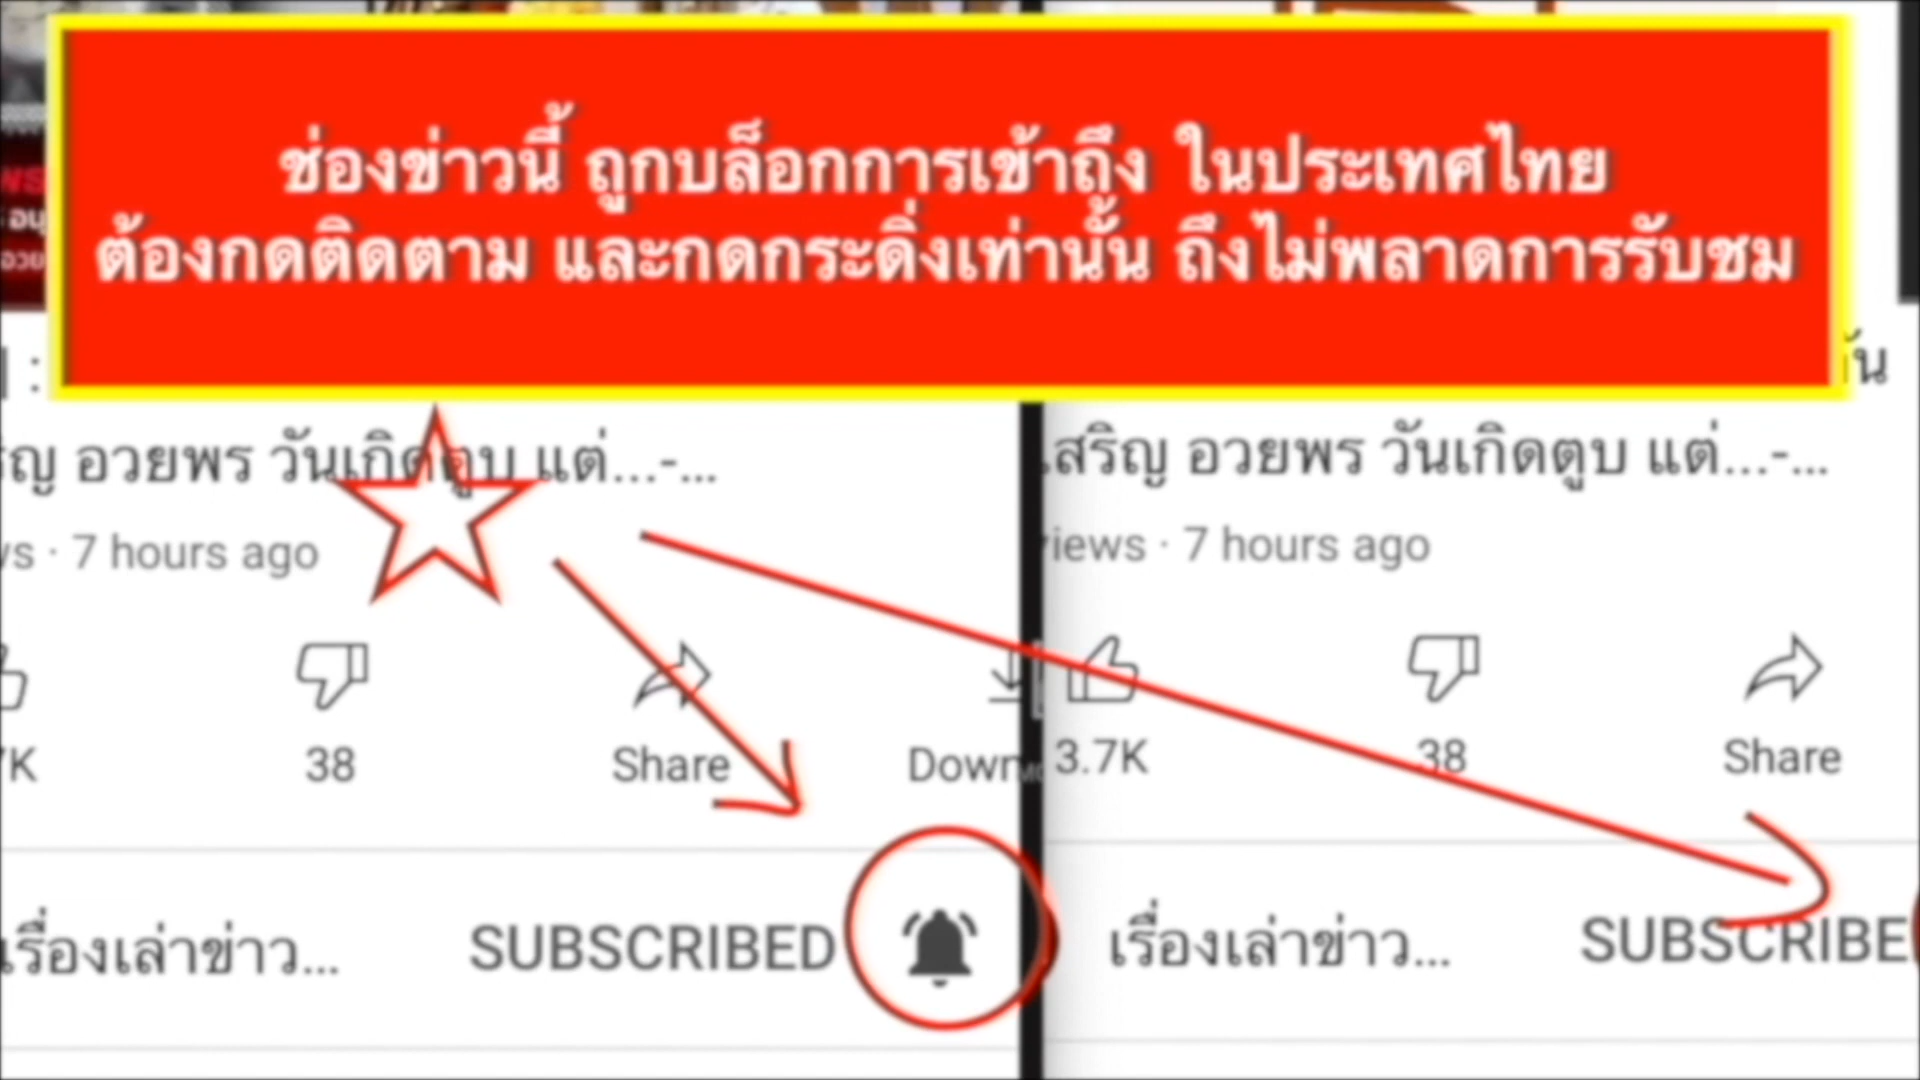 ช่องข่าวนี้ ถูกบล็อกการเข้าถึง ในประเทศไทย
ต้องกดติดตาม และกดกระดิ่งเท่านั้น ถึงไม่พลาดการรับชม
อวยพร วันเกิดตูบ แต่...-...
7 hours ago
38
Share
SUBSCRIBED
เรื่องเล่าข่าว...
สริญ อวยพร วันเกิดตูบ แต่...-...
iews · 7 hours ago
3.7K
38
Share
เรื่องเล่าข่าว...
SUBSCRIBE